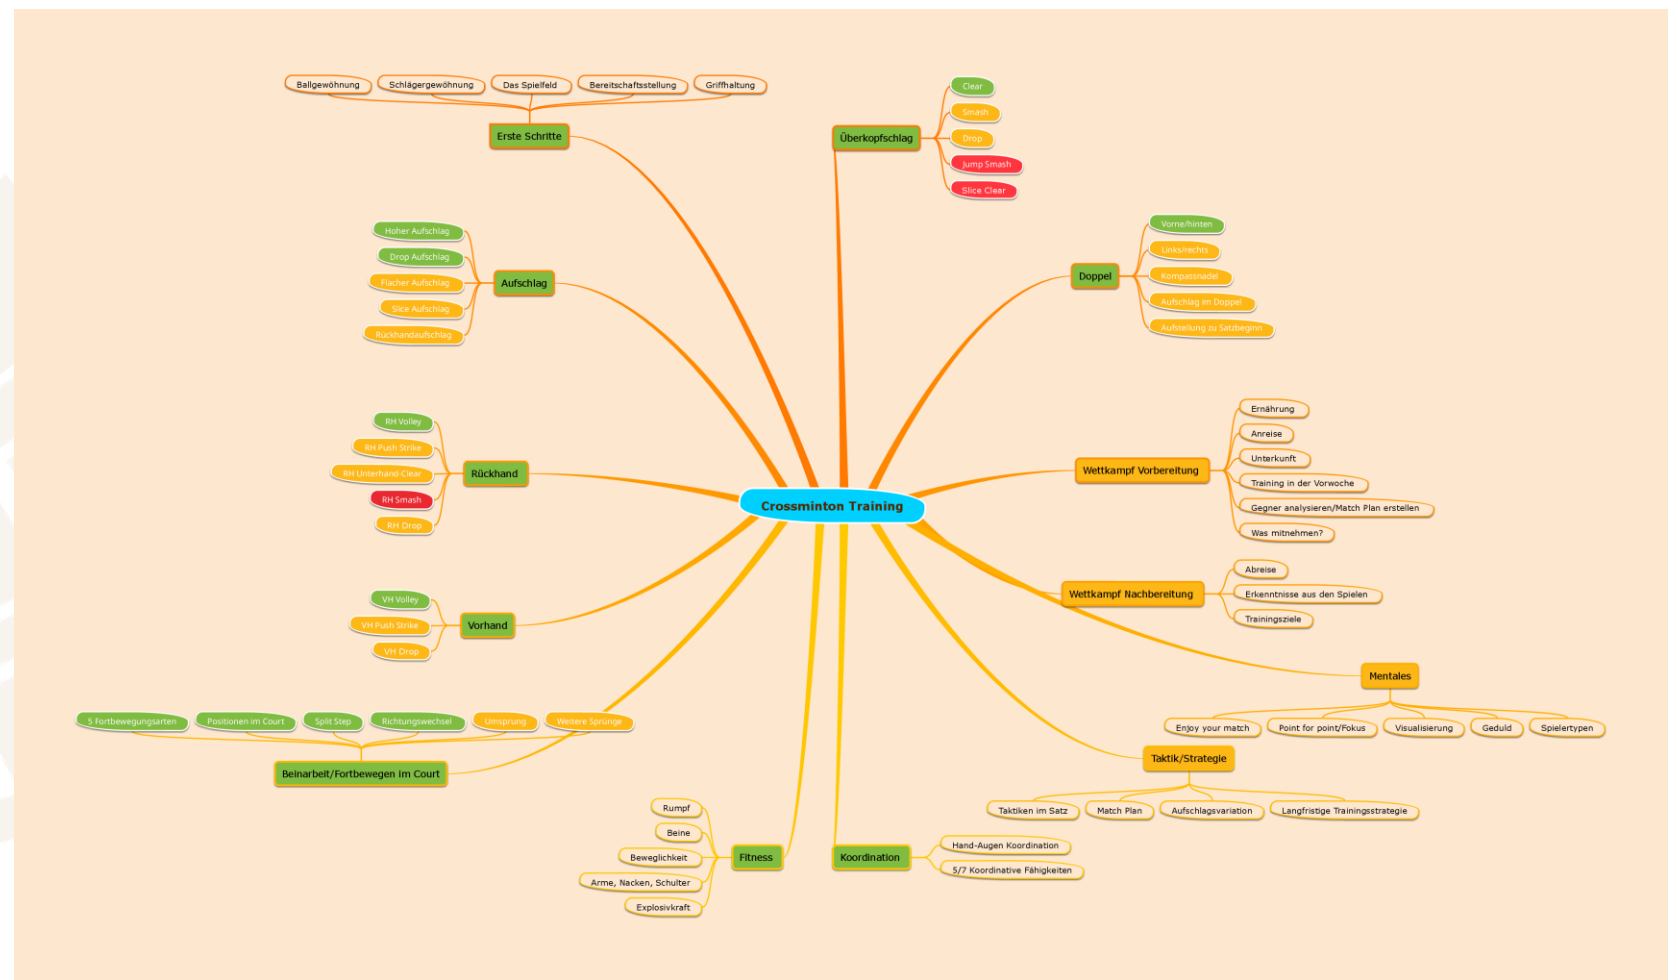 Crossminton Training
Erste Schritte
Ballgewöhnung
Schlägergewöhnung
Das Spielfeld
Bereitschaftsstellung
Griffhaltung
Aufschlag
Hoher Aufschlag
Drop Aufschlag
Flacher Aufschlag
Slice Aufschlag
Rückhandaufschlag
Rückhand
RH Volley
RH Push Strike
RH Unterhand-Clear
RH Smash
RH Drop
Vorhand
VH Volley
VH Push Strike
VH Drop
Beinarbeit/Fortbewegen im Court
5 Fortbewegungsarten
Positionen im Court
Split Step
Richtungswechsel
Umsprung
Weitere Sprünge
Fitness
Rumpf
Beine
Beweglichkeit
Arme, Nacken, Schulter
Explosivkraft
Überkopfschlag
Clear
Smash
Drop
Jump Smash
Slice Clear
Doppel
Vorne/hinten
Links/rechts
Kompassnadel
Aufschlag im Doppel
Aufstellung zu Satzbeginn
Wettkampf Vorbereitung
Ernährung
Anreise
Unterkunft
Training in der Vorwoche
Gegner analysieren/Match Plan erstellen
Was mitnehmen?
Wettkampf Nachbereitung
Abreise
Erkenntnisse aus den Spielen
Trainingsziele
Mentales
Enjoy your match
Point for point/Fokus
Visualisierung
Geduld
Spielertypen
Taktik/Strategie
Taktiken im Satz
Match Plan
Aufschlagsvariation
Langfristige Trainingsstrategie
Koordination
Hand-Augen Koordination
5/7 Koordinative Fähigkeiten